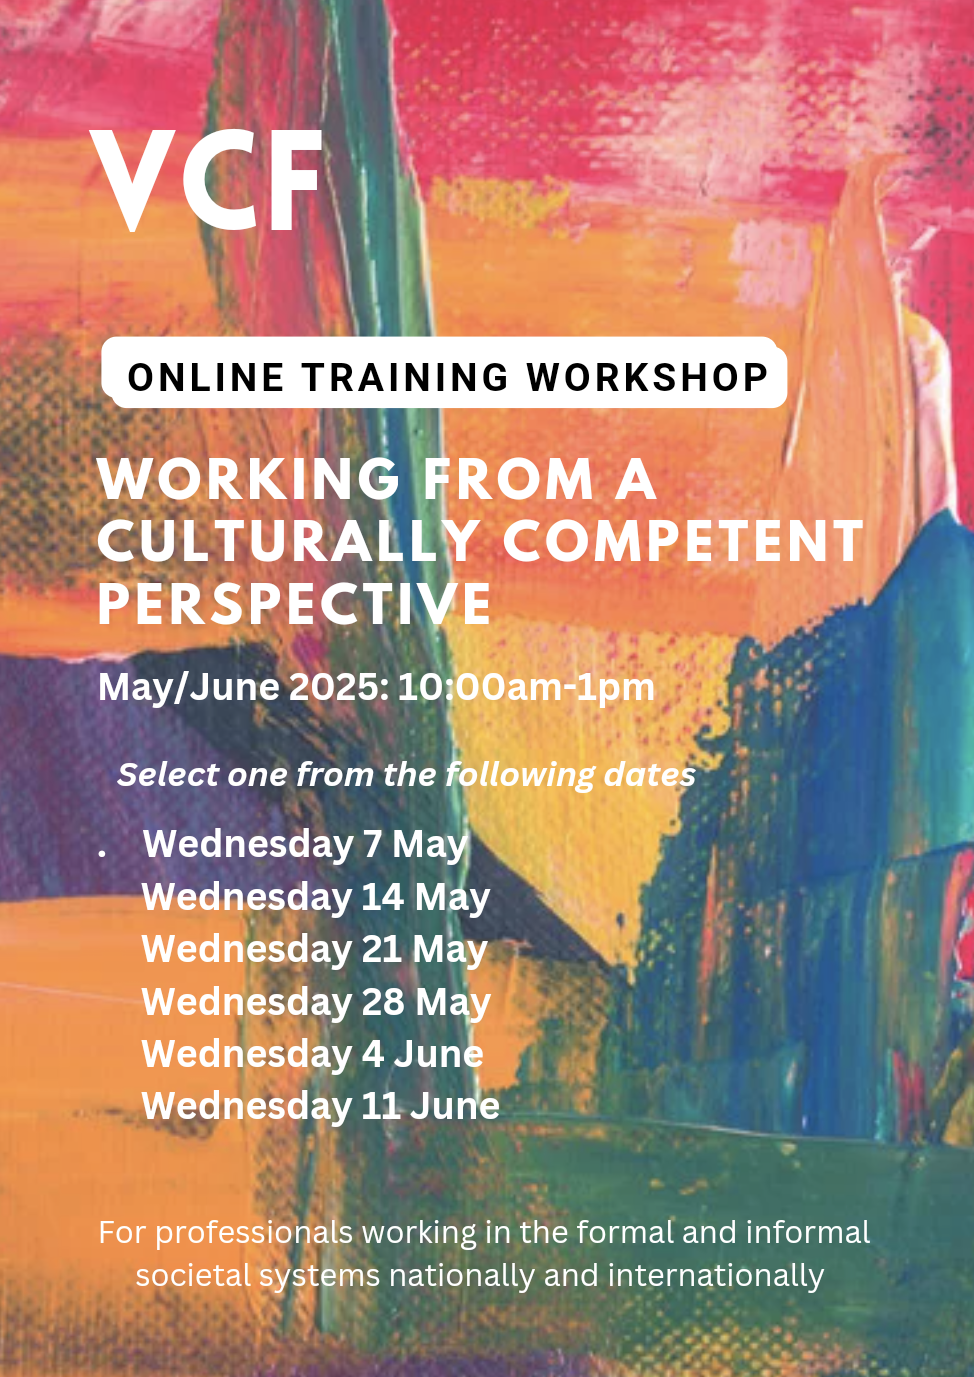 VCF
ONLINE TRAINING WORKSHOP
WORKING FROM A
CULTURALLY COMPETENT
PERSPECTIVE
May/June 2025: 10:00am-1pm
Select one from the following dates
. Wednesday 7 May
Wednesday 14 May
Wednesday 21 May
Wednesday 28 May
Wednesday 4 June
Wednesday 11 June
For professionals working in the formal and informal
societal systems nationally and internationally